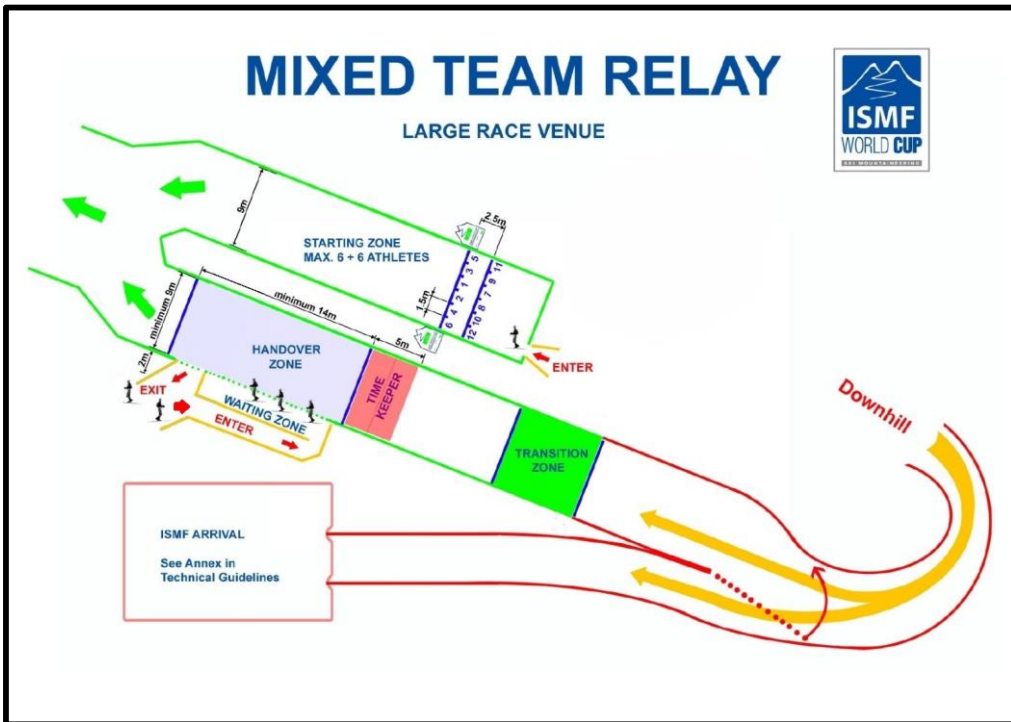 MIXED TEAM RELAY
LARGE RACE VENUE
ISMF
WORLD CUP
SKI MOUNTAINEERING
9m
STARTING ZONE
MAX. 6 + 6 ATHLETES
2.5m
1.5m
6 4 2 1 3 5
12 10 8 7 9 11
ENTER
minimum 9m
minimum 14m
5m
2m
HANDOVER
ZONE
TIME
KEEPER
EXIT
WAITING ZONE
ENTER
TRANSITION
ZONE
Downhill
ISMF ARRIVAL
See Annex in
Technical Guidelines